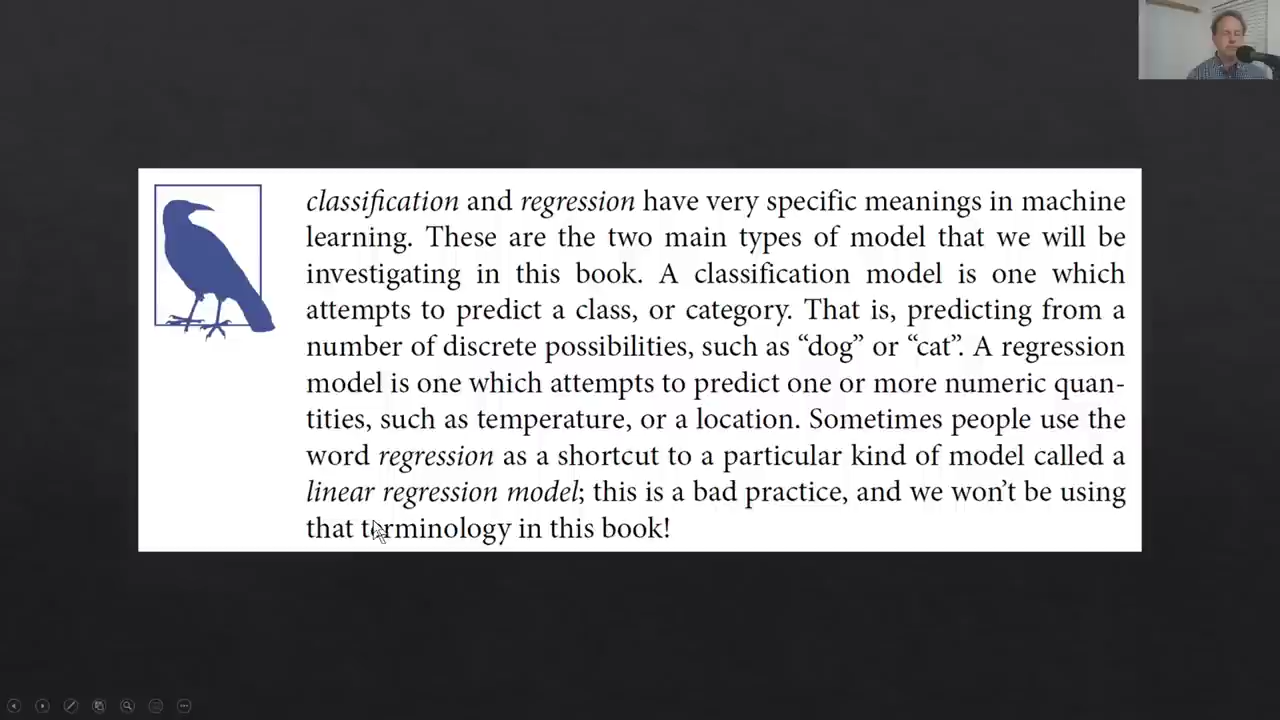 classification and regression have very specific meanings in machine
learning. These are the two main types of model that we will be
investigating in this book. A classification model is one which
attempts to predict a class, or category. That is, predicting from a
number of discrete possibilities, such as “dog” or “cat”. A regression
model is one which attempts to predict one or more numeric quan-
tities, such as temperature, or a location. Sometimes people use the
word regression as a shortcut to a particular kind of model called a
linear regression model; this is a bad practice, and we won’t be using
that terminology in this book!